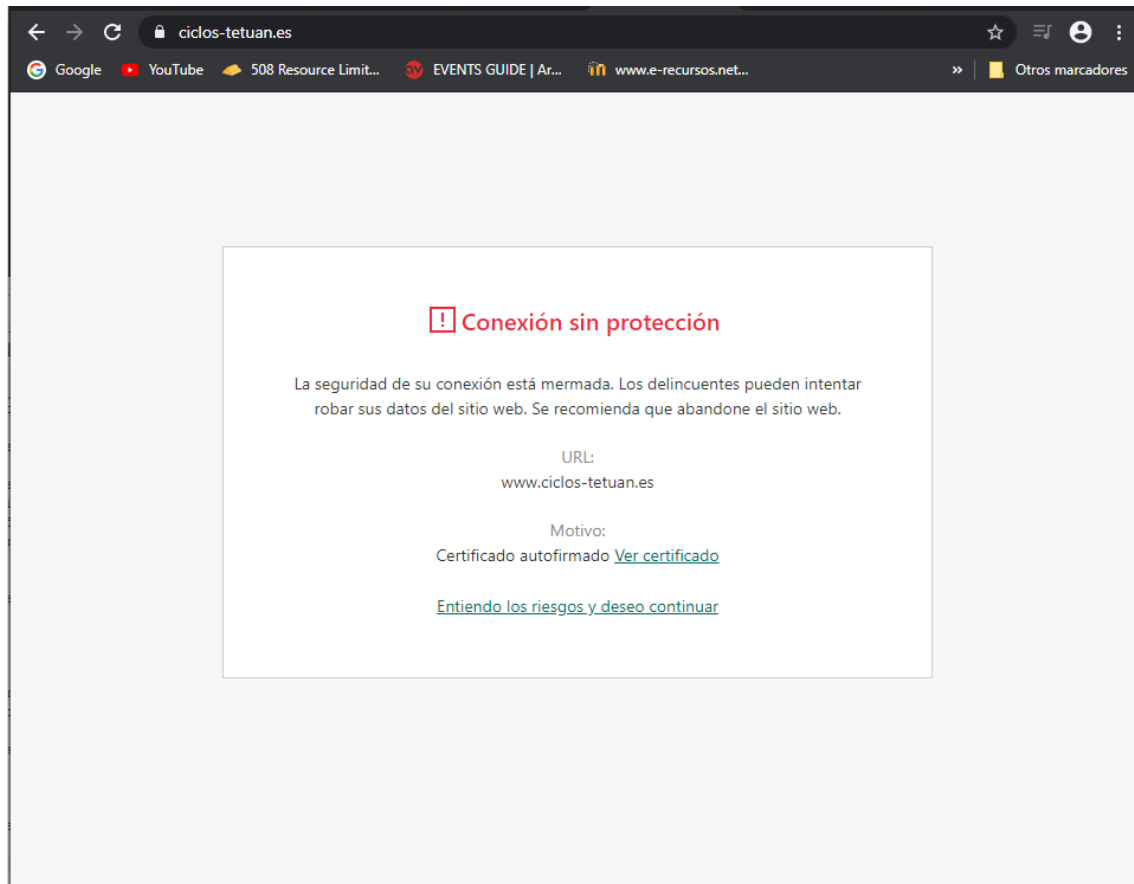 ciclos-tetuan.es
Google YouTube 508 Resource Limit... EVENTS GUIDE | Ar... www.e-recursos.net... » Otros marcadores
Conexión sin protección
La seguridad de su conexión está mermada. Los delincuentes pueden intentar
robar sus datos del sitio web. Se recomienda que abandone el sitio web.
URL:
www.ciclos-tetuan.es
Motivo:
Certificado autofirmado Ver certificado
Entiendo los riesgos y deseo continuar